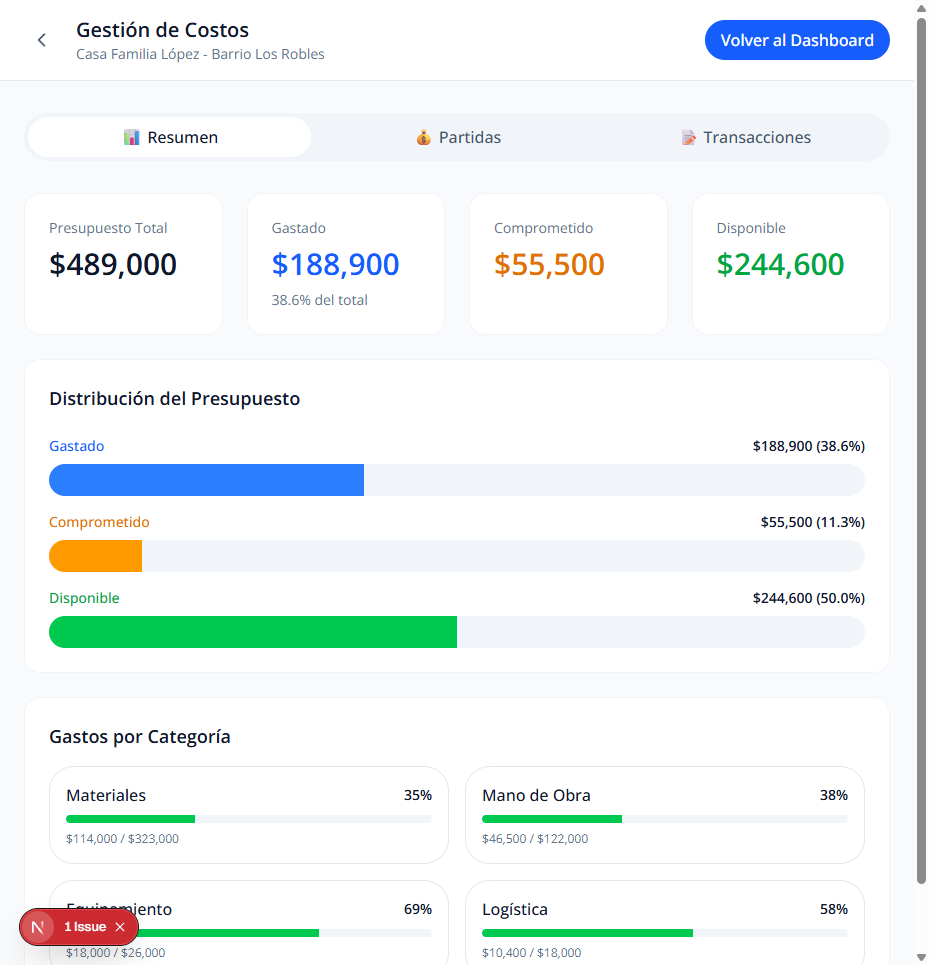 Gestión de Costos
Casa Familia López - Barrio Los Robles
Volver al Dashboard
Resumen
Partidas
Transacciones
Presupuesto Total
$489,000
Gastado
$188,900
38.6% del total
Comprometido
$55,500
Disponible
$244,600
Distribución del Presupuesto
Gastado
$188,900 (38.6%)
Comprometido
$55,500 (11.3%)
Disponible
$244,600 (50.0%)
Gastos por Categoría
Materiales
35%
$114,000 / $323,000
Mano de Obra
38%
$46,500 / $122,000
Equipamiento
69%
$18,000 / $26,000
Logística
58%
$10,400 / $18,000
N 1 Issue